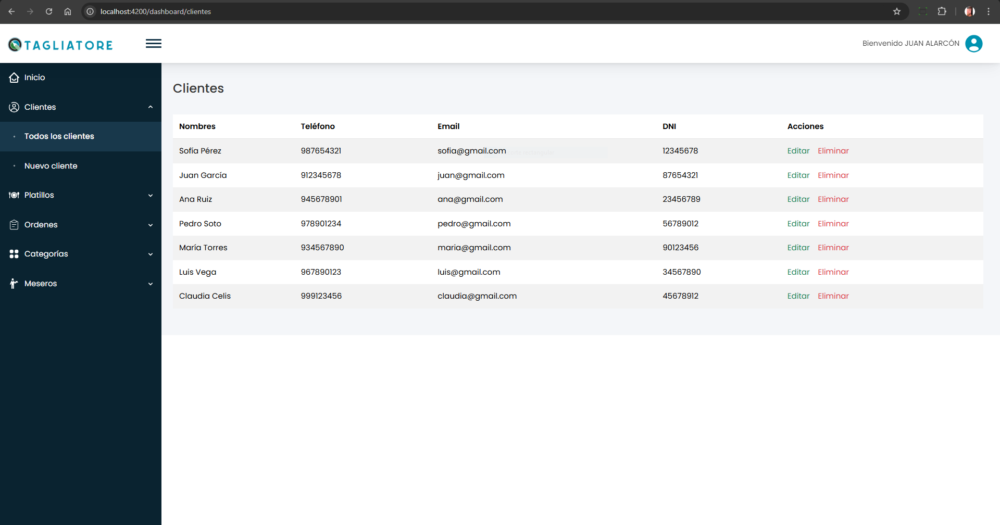 localhost:4200/dashboard/clientes
TAGLIATORE
Bienvenido JUAN ALARCÓN
Inicio
Clientes
Todos los clientes
Nuevo cliente
Platillos
Ordenes
Categorías
Meseros
Clientes
Nombres Teléfono Email DNI Acciones
Sofía Pérez 987654321 sofia@gmail.com 12345678 Editar Eliminar
Juan García 912345678 juan@gmail.com 87654321 Editar Eliminar
Ana Ruiz 945678901 ana@gmail.com 23456789 Editar Eliminar
Pedro Soto 978901234 pedro@gmail.com 56789012 Editar Eliminar
María Torres 934567890 maria@gmail.com 90123456 Editar Eliminar
Luis Vega 967890123 luis@gmail.com 34567890 Editar Eliminar
Claudia Celis 999123456 claudia@gmail.com 45678912 Editar Eliminar